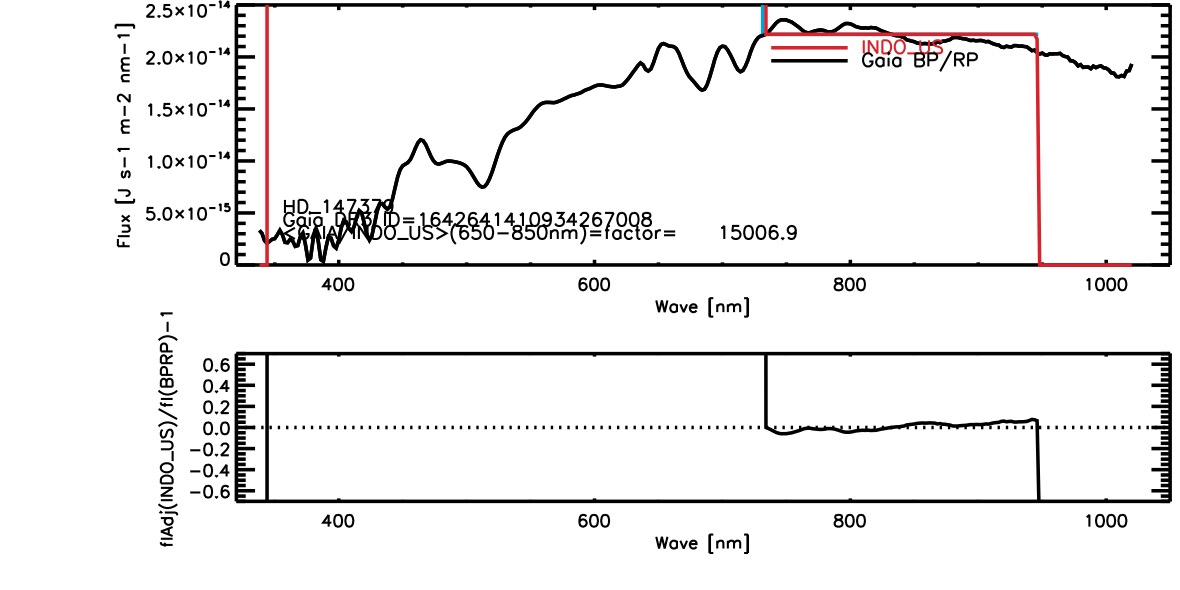 2.5×10−14
2.0×10−14
1.5×10−14
1.0×10−14
5.0×10−15
0
Flux [J s−1 m−2 nm−1]
INDO_US
Gaia BP/RP
HD_147379
Gaia DR3 ID=1642641410934267008
<GAIA/INDO_US>(650−850nm)=factor= 15006.9
400 600 800 1000
Wave [nm]
flAdj(INDO_US)/fl(BPRP)−1
0.6
0.4
0.2
0.0
−0.2
−0.4
−0.6
400 600 800 1000
Wave [nm]